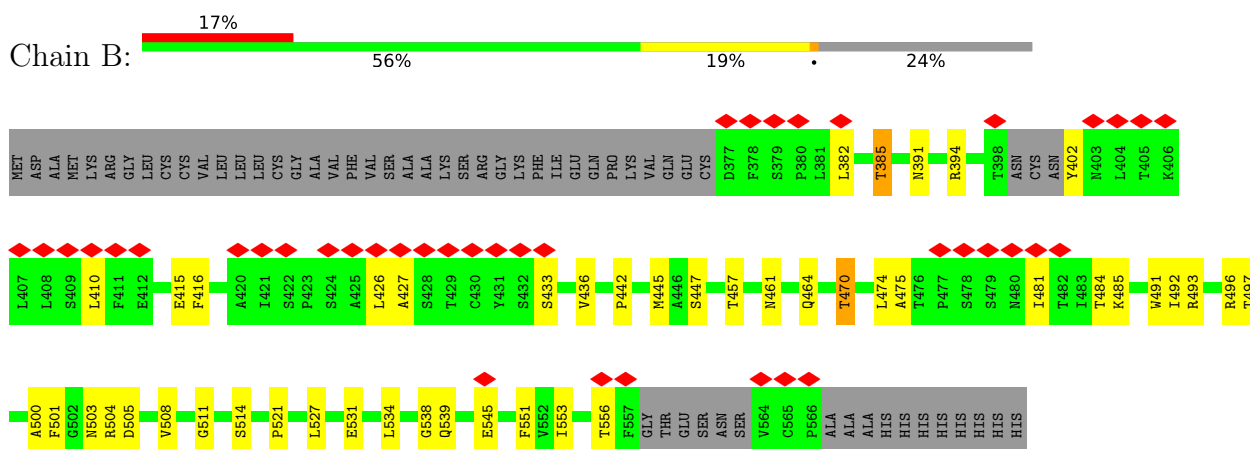 17%
Chain B:
56% 19% • 24%
MET ASP ALA MET LYS ARG GLY LEU CYS CYS VAL LEU LEU LEU CYS GLY ALA VAL PHE VAL SER ALA ALA LYS SER ARG GLY LYS PHE ILE GLU GLN PRO LYS VAL GLN GLU CYS D377 F378 S379 P380 L381 L382 T385 N391 R394 T398 ASN CYS ASN Y402 N403 L404 T405 K406
L407 L408 S409 L410 F411 E412 E415 F416 A420 I421 S422 P423 S424 A425 L426 A427 S428 T429 C430 Y431 S432 S433 V436 P442 M445 A446 S447 T457 N461 Q464 T470 L474 A475 T476 P477 S478 S479 N480 I481 T482 I483 T484 K485 W491 I492 R493 R496 T497
A500 F501 G502 N503 R504 D505 V508 G511 S514 P521 L527 E531 L534 G538 Q539 E545 F551 V552 I553 T556 F557 GLY THR GLU SER ASN SER V564 C565 P566 ALA ALA ALA HIS HIS HIS HIS HIS HIS HIS HIS